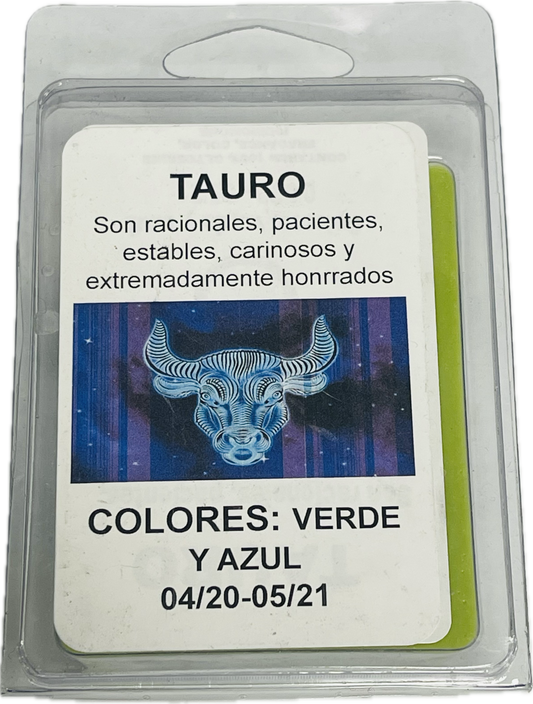 TAURO
Son racionales, pacientes,
estables, carinosos y
extremadamente honrrados
COLORES: VERDE
Y AZUL
04/20-05/21